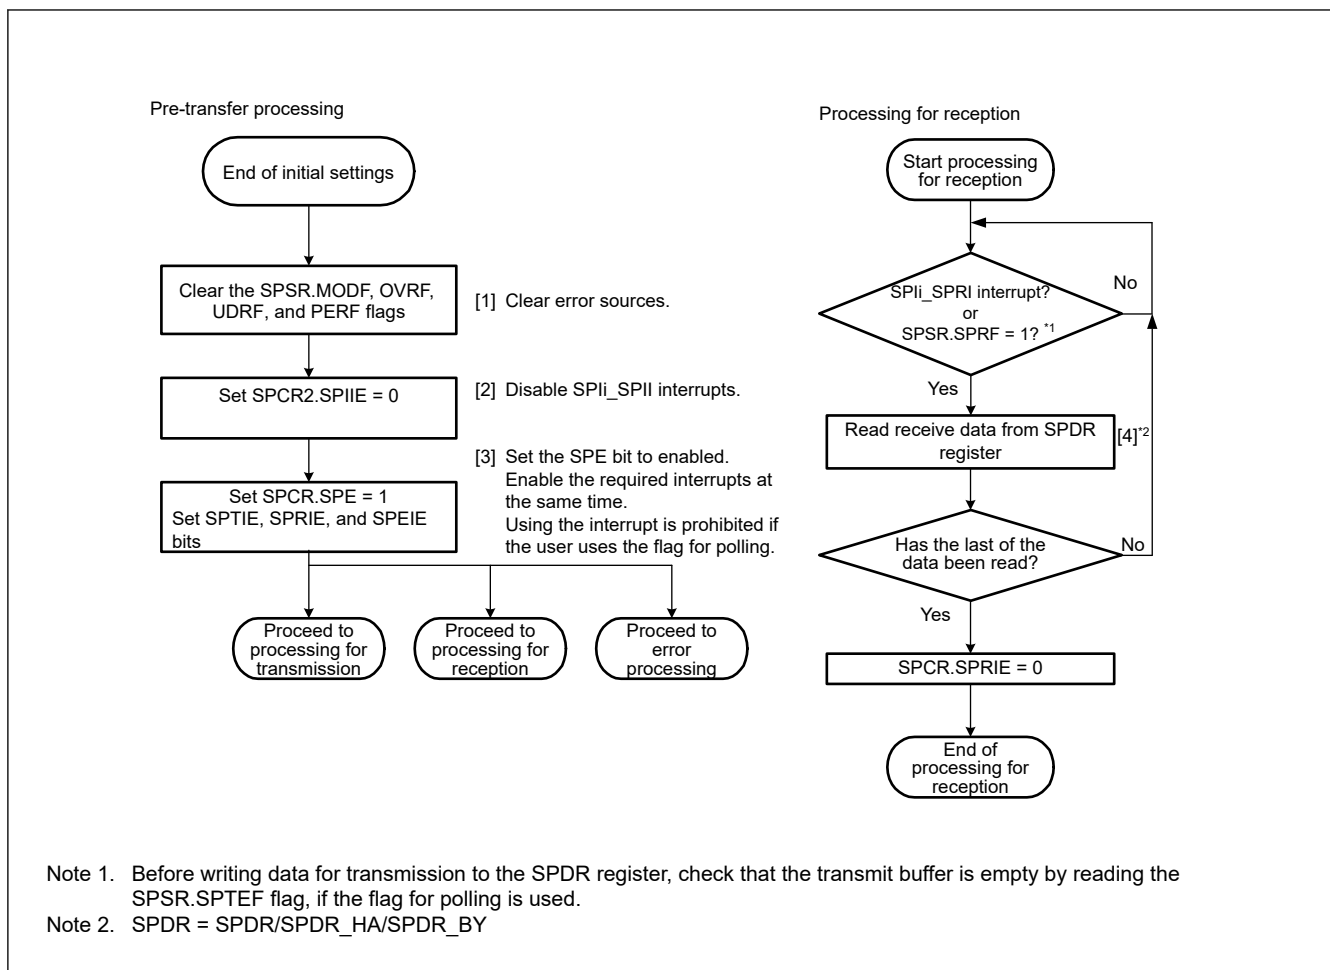 Pre-transfer processing
End of initial settings
Clear the SPSR.MODF, OVRF,
UDRF, and PERF flags
[1] Clear error sources.
Set SPCR2.SPIIE = 0
[2] Disable SPIi_SPII interrupts.
Set SPCR.SPE = 1
Set SPTIE, SPRIE, and SPEIE
bits
[3] Set the SPE bit to enabled.
Enable the required interrupts at
the same time.
Using the interrupt is prohibited if
the user uses the flag for polling.
Proceed to
processing for
transmission
Proceed to
processing for
reception
Proceed to
error
processing
Processing for reception
Start processing
for reception
SPIi_SPRI interrupt?
or
SPSR.SPRF = 1? *1
No
Yes
Read receive data from SPDR
register
[4]*2
Has the last of the
data been read?
No
Yes
SPCR.SPRIE = 0
End of
processing for
reception
Note 1. Before writing data for transmission to the SPDR register, check that the transmit buffer is empty by reading the
SPSR.SPTEF flag, if the flag for polling is used.
Note 2. SPDR = SPDR/SPDR_HA/SPDR_BY